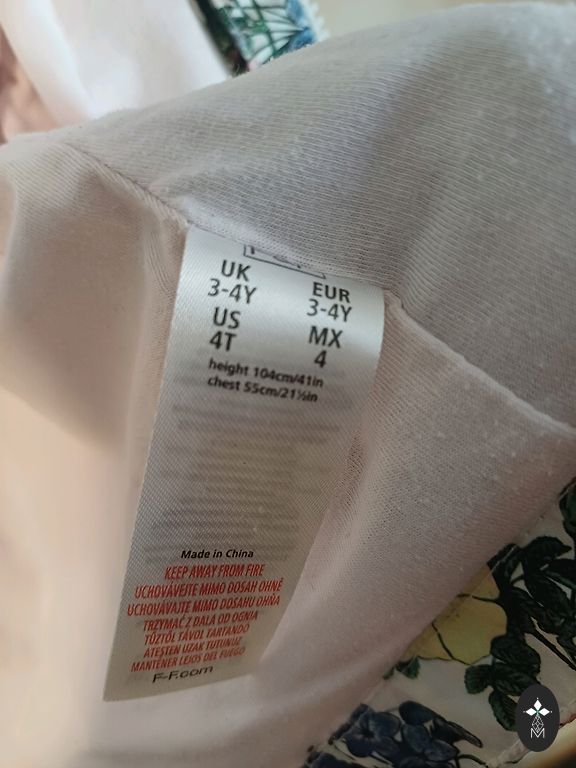 UK EUR
3-4Y 3-4Y
US MX
4T 4
height 104cm/41in
chest 55cm/21½in
Made in China
KEEP AWAY FROM FIRE
UCHOVÁVEJTE MIMO DOSAH OHNĚ
UCHOVÁVAJTE MIMO DOSAHU OHŇA
TRZYMAĆ Z DALA OD OGNIA
TŰZTŐL TÁVOL TARTANDÓ
ATEŞTEN UZAK TUTUNUZ
MANTENER LEJOS DEL FUEGO
F-F.com
M